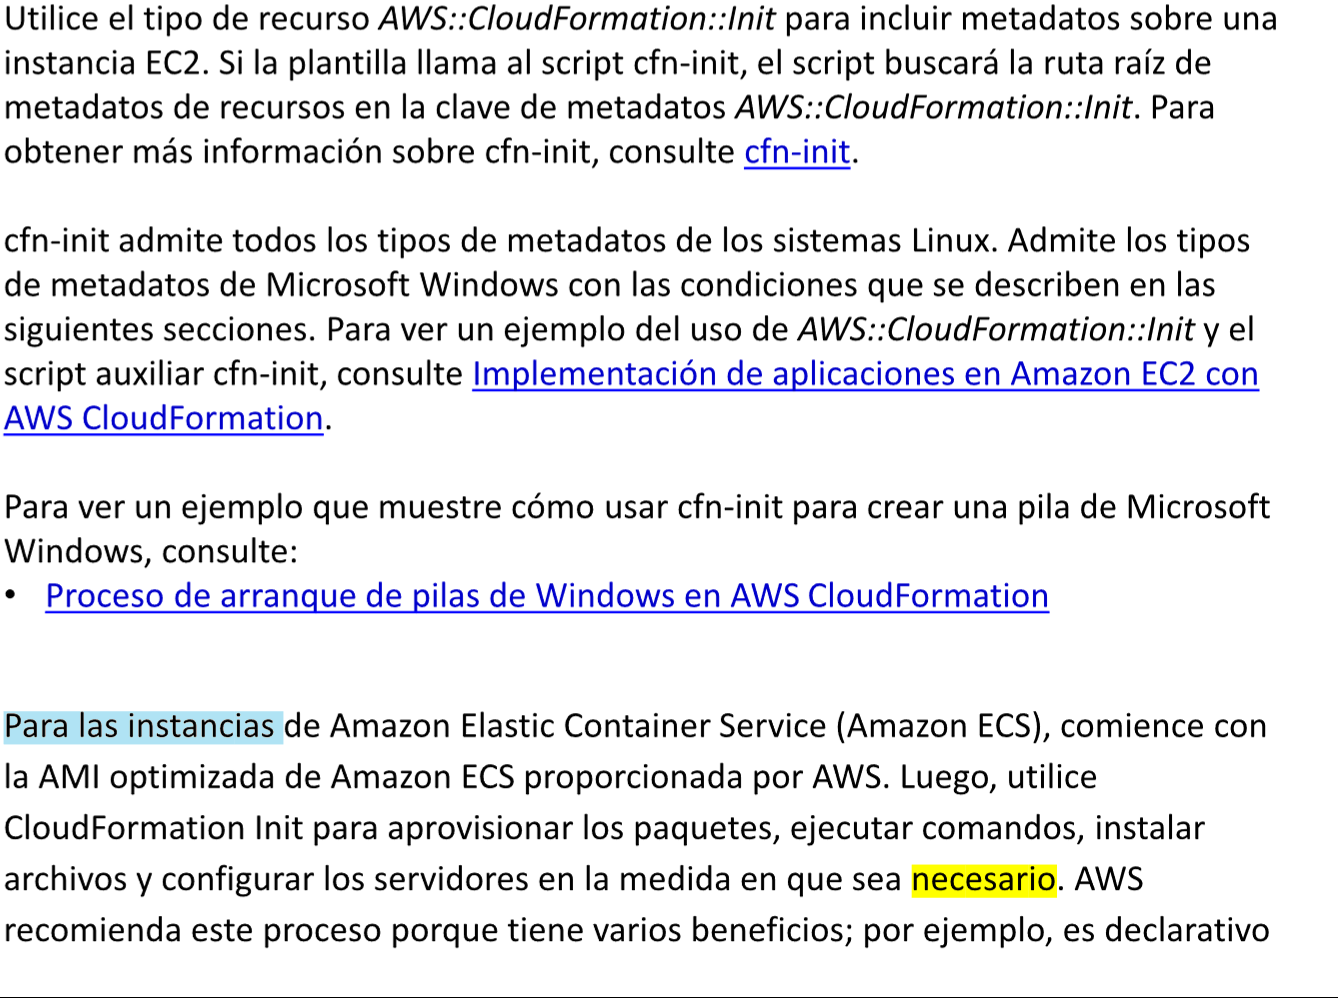 Utilice el tipo de recurso AWS::CloudFormation::Init para incluir metadatos sobre una
instancia EC2. Si la plantilla llama al script cfn-init, el script buscará la ruta raíz de
metadatos de recursos en la clave de metadatos AWS::CloudFormation::Init. Para
obtener más información sobre cfn-init, consulte cfn-init.
cfn-init admite todos los tipos de metadatos de los sistemas Linux. Admite los tipos
de metadatos de Microsoft Windows con las condiciones que se describen en las
siguientes secciones. Para ver un ejemplo del uso de AWS::CloudFormation::Init y el
script auxiliar cfn-init, consulte Implementación de aplicaciones en Amazon EC2 con
AWS CloudFormation.
Para ver un ejemplo que muestre cómo usar cfn-init para crear una pila de Microsoft
Windows, consulte:
• Proceso de arranque de pilas de Windows en AWS CloudFormation
Para las instancias de Amazon Elastic Container Service (Amazon ECS), comience con
la AMI optimizada de Amazon ECS proporcionada por AWS. Luego, utilice
CloudFormation Init para aprovisionar los paquetes, ejecutar comandos, instalar
archivos y configurar los servidores en la medida en que sea necesario. AWS
recomienda este proceso porque tiene varios beneficios; por ejemplo, es declarativo